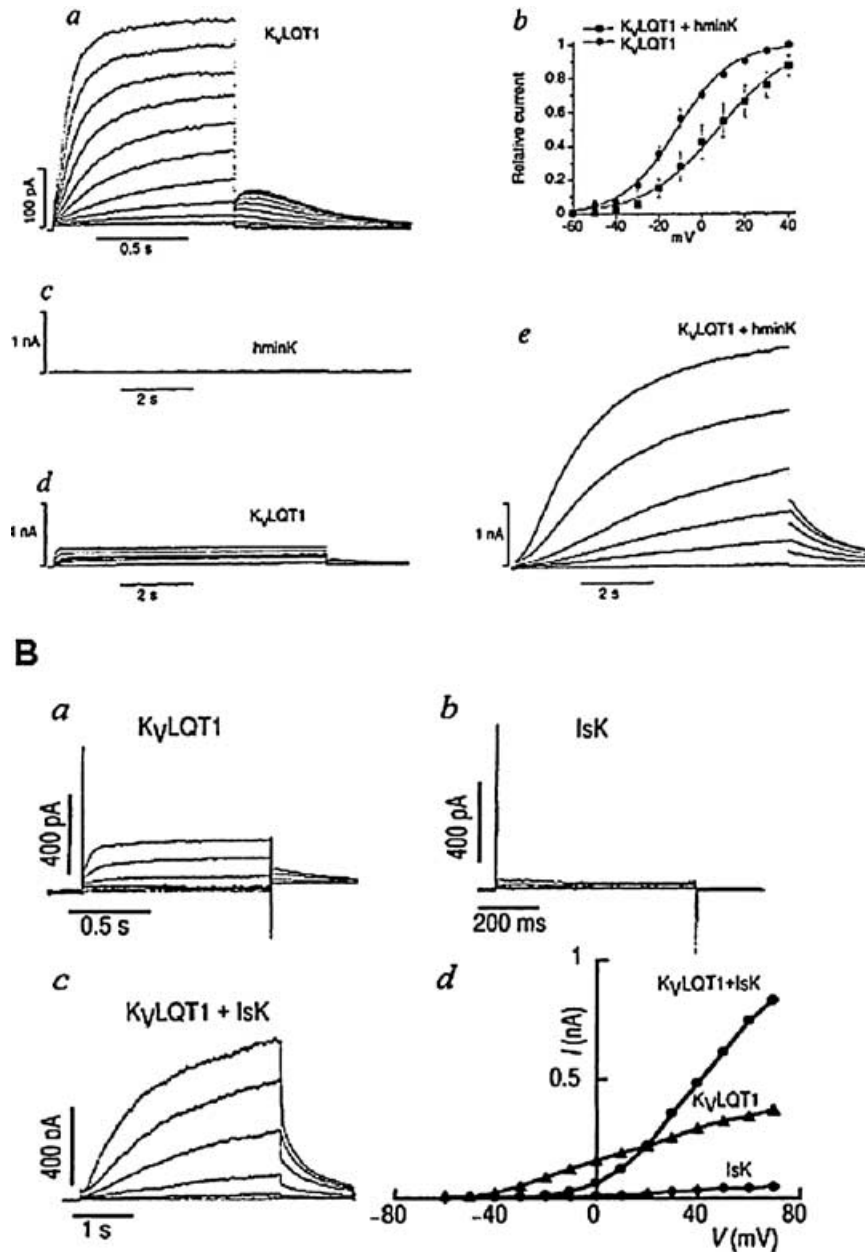 a
KVLQT1
100 pA
0.5 s
b
KVLQT1 + hminK
KVLQT1
Relative current
1
0.8
0.6
0.4
0.2
0
-60 -40 -20 0 20 40
mV
c
1 nA
hminK
2 s
d
1 nA
KVLQT1
2 s
e
KVLQT1 + hminK
1 nA
2 s
B
a
KVLQT1
400 pA
0.5 s
b
IsK
400 pA
200 ms
c
KVLQT1 + IsK
400 pA
1 s
d
1
KVLQT1+IsK
I (nA)
0.5
KVLQT1
IsK
-80 -40 0 40 80
V (mV)